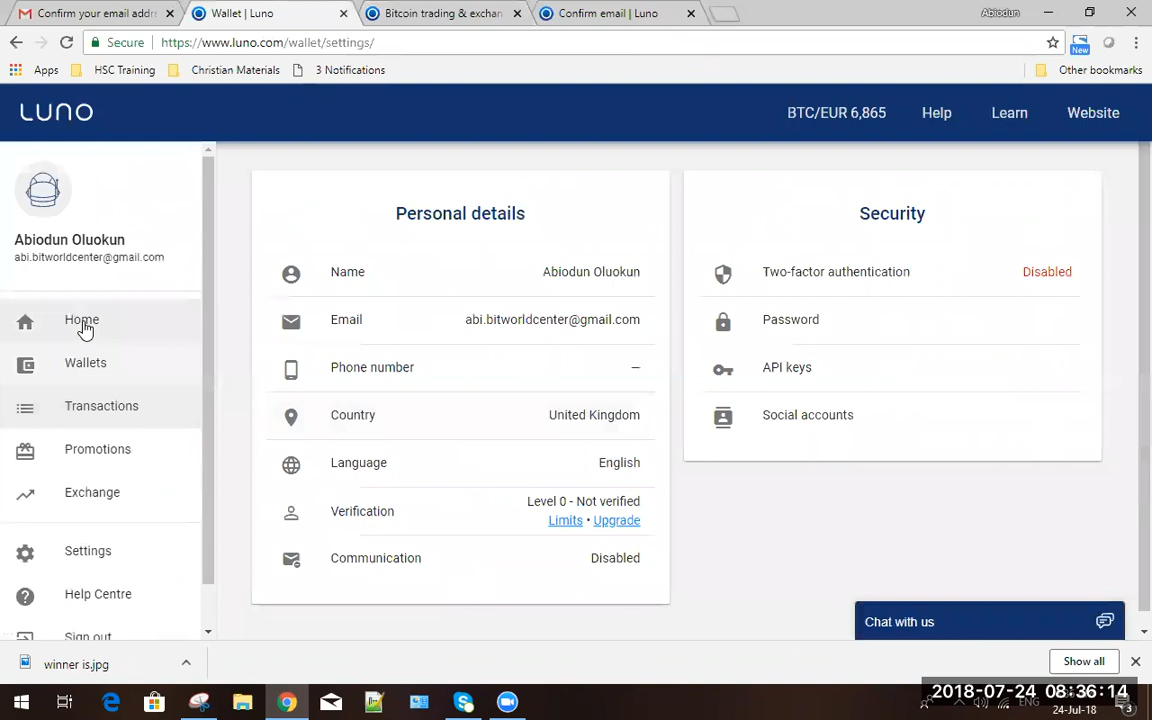 Confirm your email addr
Wallet | Luno
Bitcoin trading & exchan
Confirm email | Luno
Abiodun
Secure
https://www.luno.com/wallet/settings/
New
Apps
HSC Training
Christian Materials
3 Notifications
Other bookmarks
LUNO
BTC/EUR 6,865
Help
Learn
Website
Abiodun Oluokun
abi.bitworldcenter@gmail.com
Home
Wallets
Transactions
Promotions
Exchange
Settings
Help Centre
Sign out
Personal details
Name Abiodun Oluokun
Email abi.bitworldcenter@gmail.com
Phone number –
Country United Kingdom
Language English
Verification Level 0 - Not verified
Limits • Upgrade
Communication Disabled
Security
Two-factor authentication Disabled
Password
API keys
Social accounts
Chat with us
winner is.jpg
Show all
2018-07-24 08:36:14
ENG
24-Jul-18
3